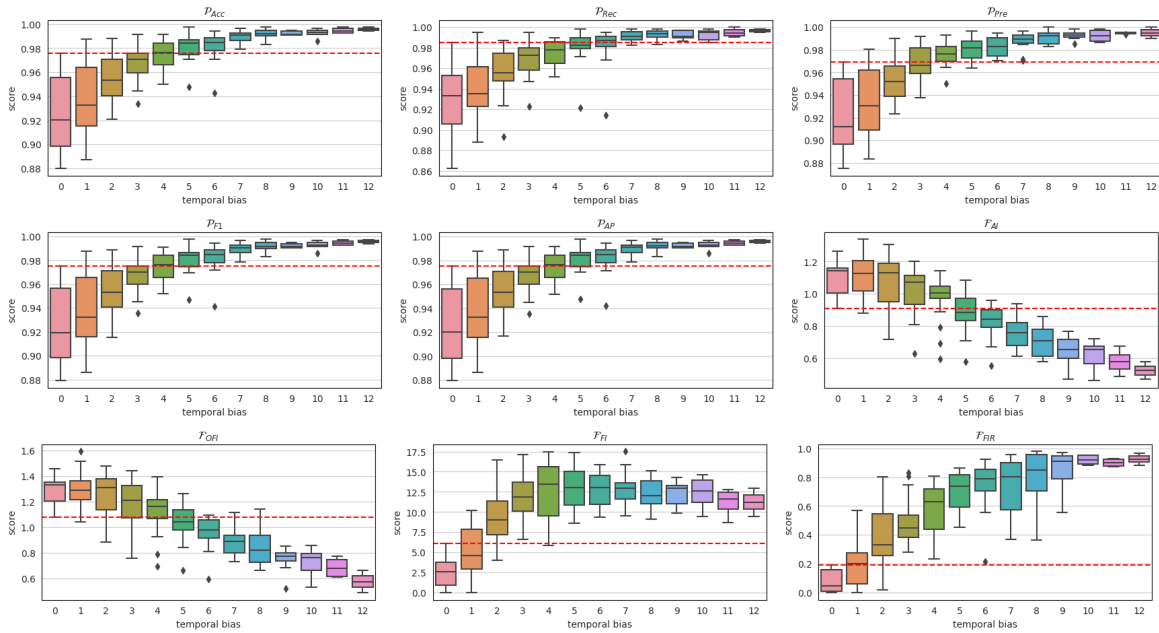 𝒫Acc
score
1.00
0.98
0.96
0.94
0.92
0.90
0.88
0 1 2 3 4 5 6 7 8 9 10 11 12
temporal bias
𝒫Rec
score
1.00
0.98
0.96
0.94
0.92
0.90
0.88
0.86
0 1 2 3 4 5 6 7 8 9 10 11 12
temporal bias
𝒫Pre
score
1.00
0.98
0.96
0.94
0.92
0.90
0.88
0 1 2 3 4 5 6 7 8 9 10 11 12
temporal bias
𝒫F1
score
1.00
0.98
0.96
0.94
0.92
0.90
0.88
0 1 2 3 4 5 6 7 8 9 10 11 12
temporal bias
𝒫AP
score
1.00
0.98
0.96
0.94
0.92
0.90
0.88
0 1 2 3 4 5 6 7 8 9 10 11 12
temporal bias
ℱAI
score
1.2
1.0
0.8
0.6
0 1 2 3 4 5 6 7 8 9 10 11 12
temporal bias
ℱOFI
score
1.6
1.4
1.2
1.0
0.8
0.6
0 1 2 3 4 5 6 7 8 9 10 11 12
temporal bias
ℱFI
score
17.5
15.0
12.5
10.0
7.5
5.0
2.5
0.0
0 1 2 3 4 5 6 7 8 9 10 11 12
temporal bias
ℱFIR
score
1.0
0.8
0.6
0.4
0.2
0.0
0 1 2 3 4 5 6 7 8 9 10 11 12
temporal bias